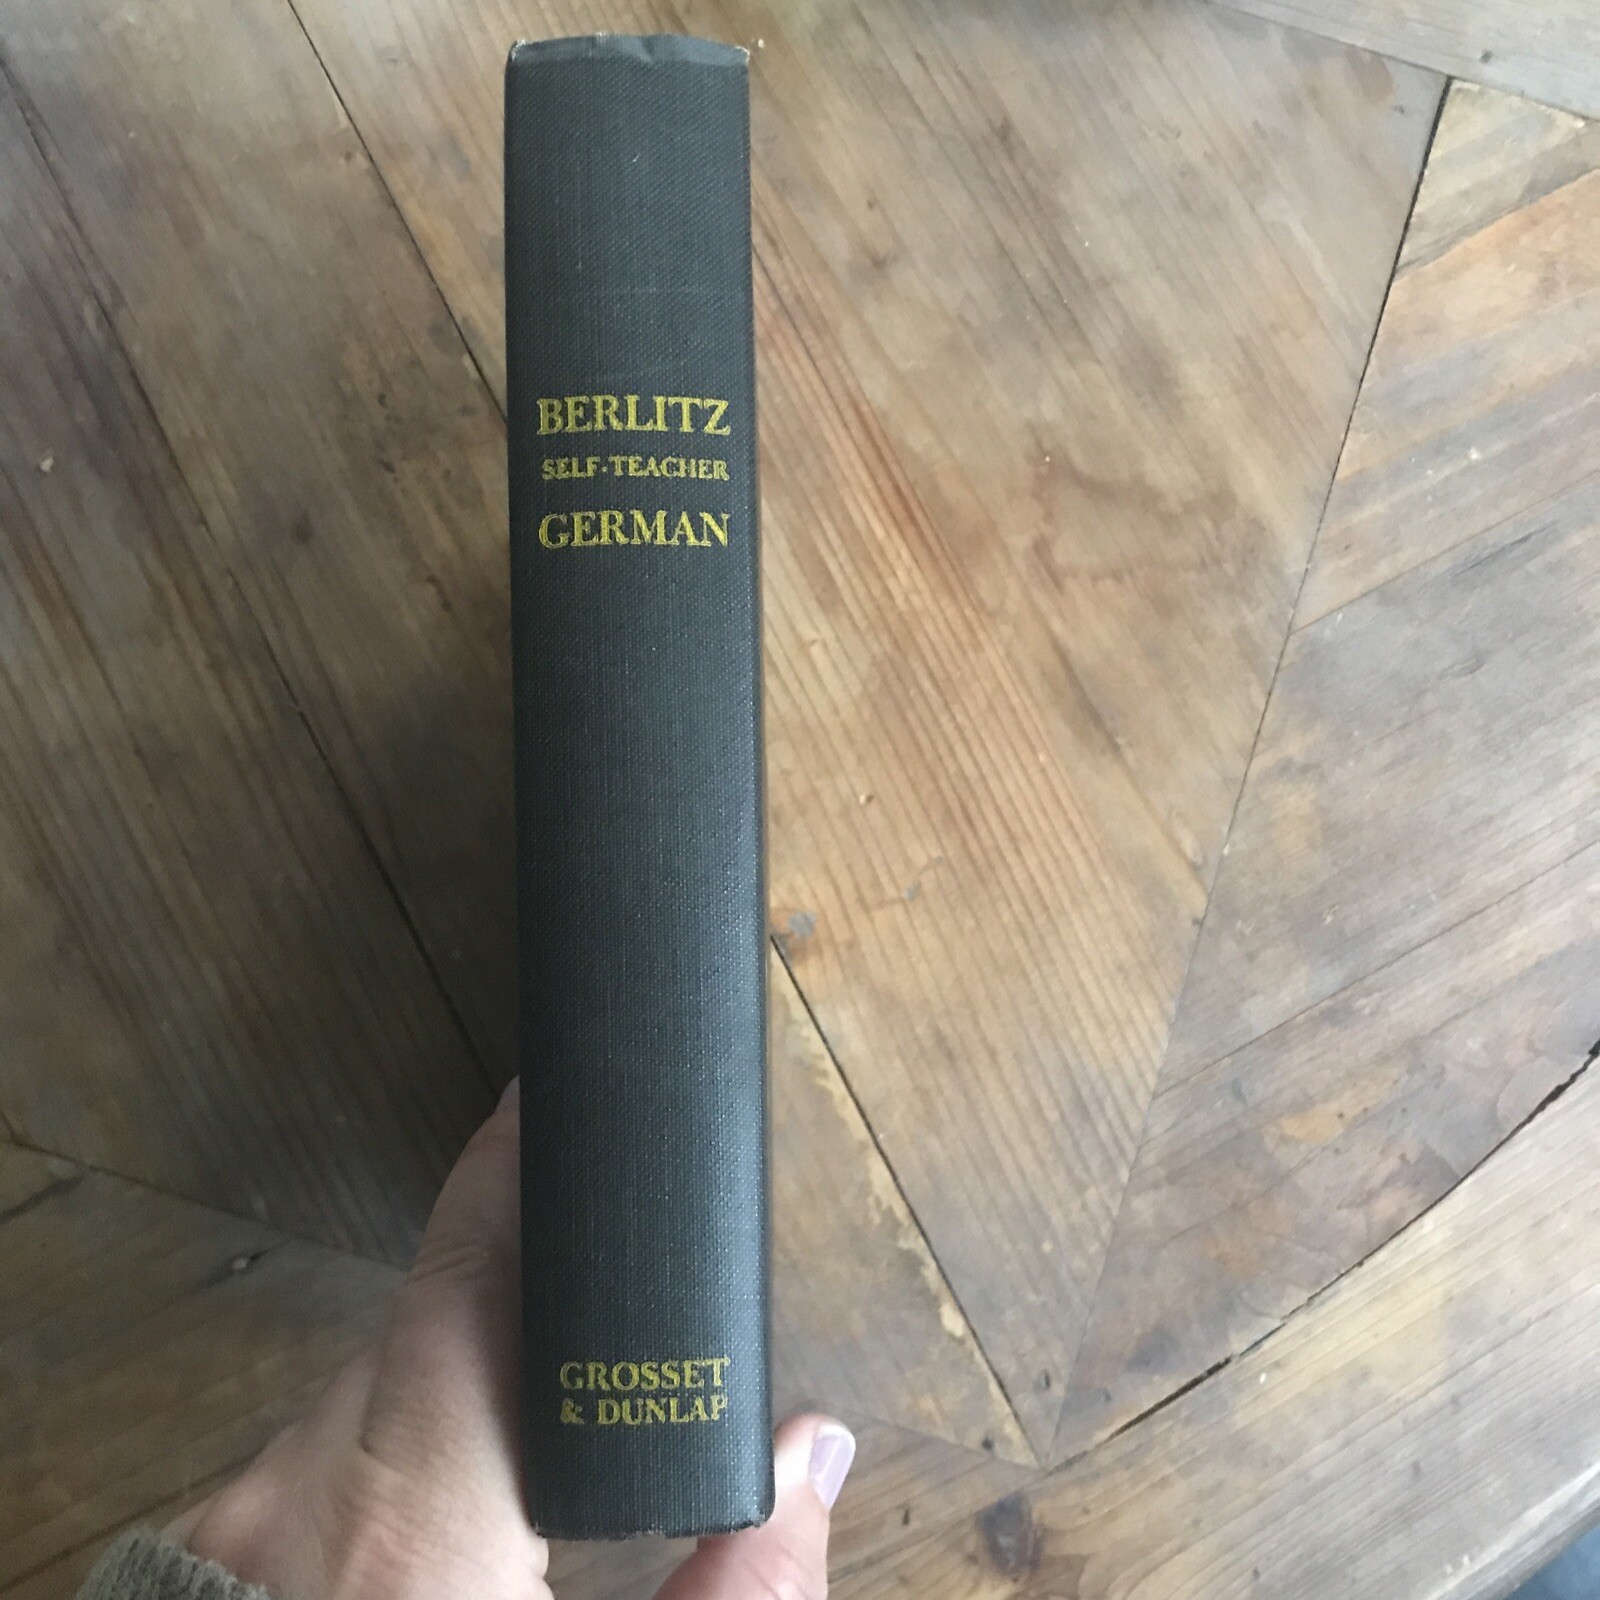 BERLITZ
SELF-TEACHER
GERMAN
GROSSET
& DUNLAP